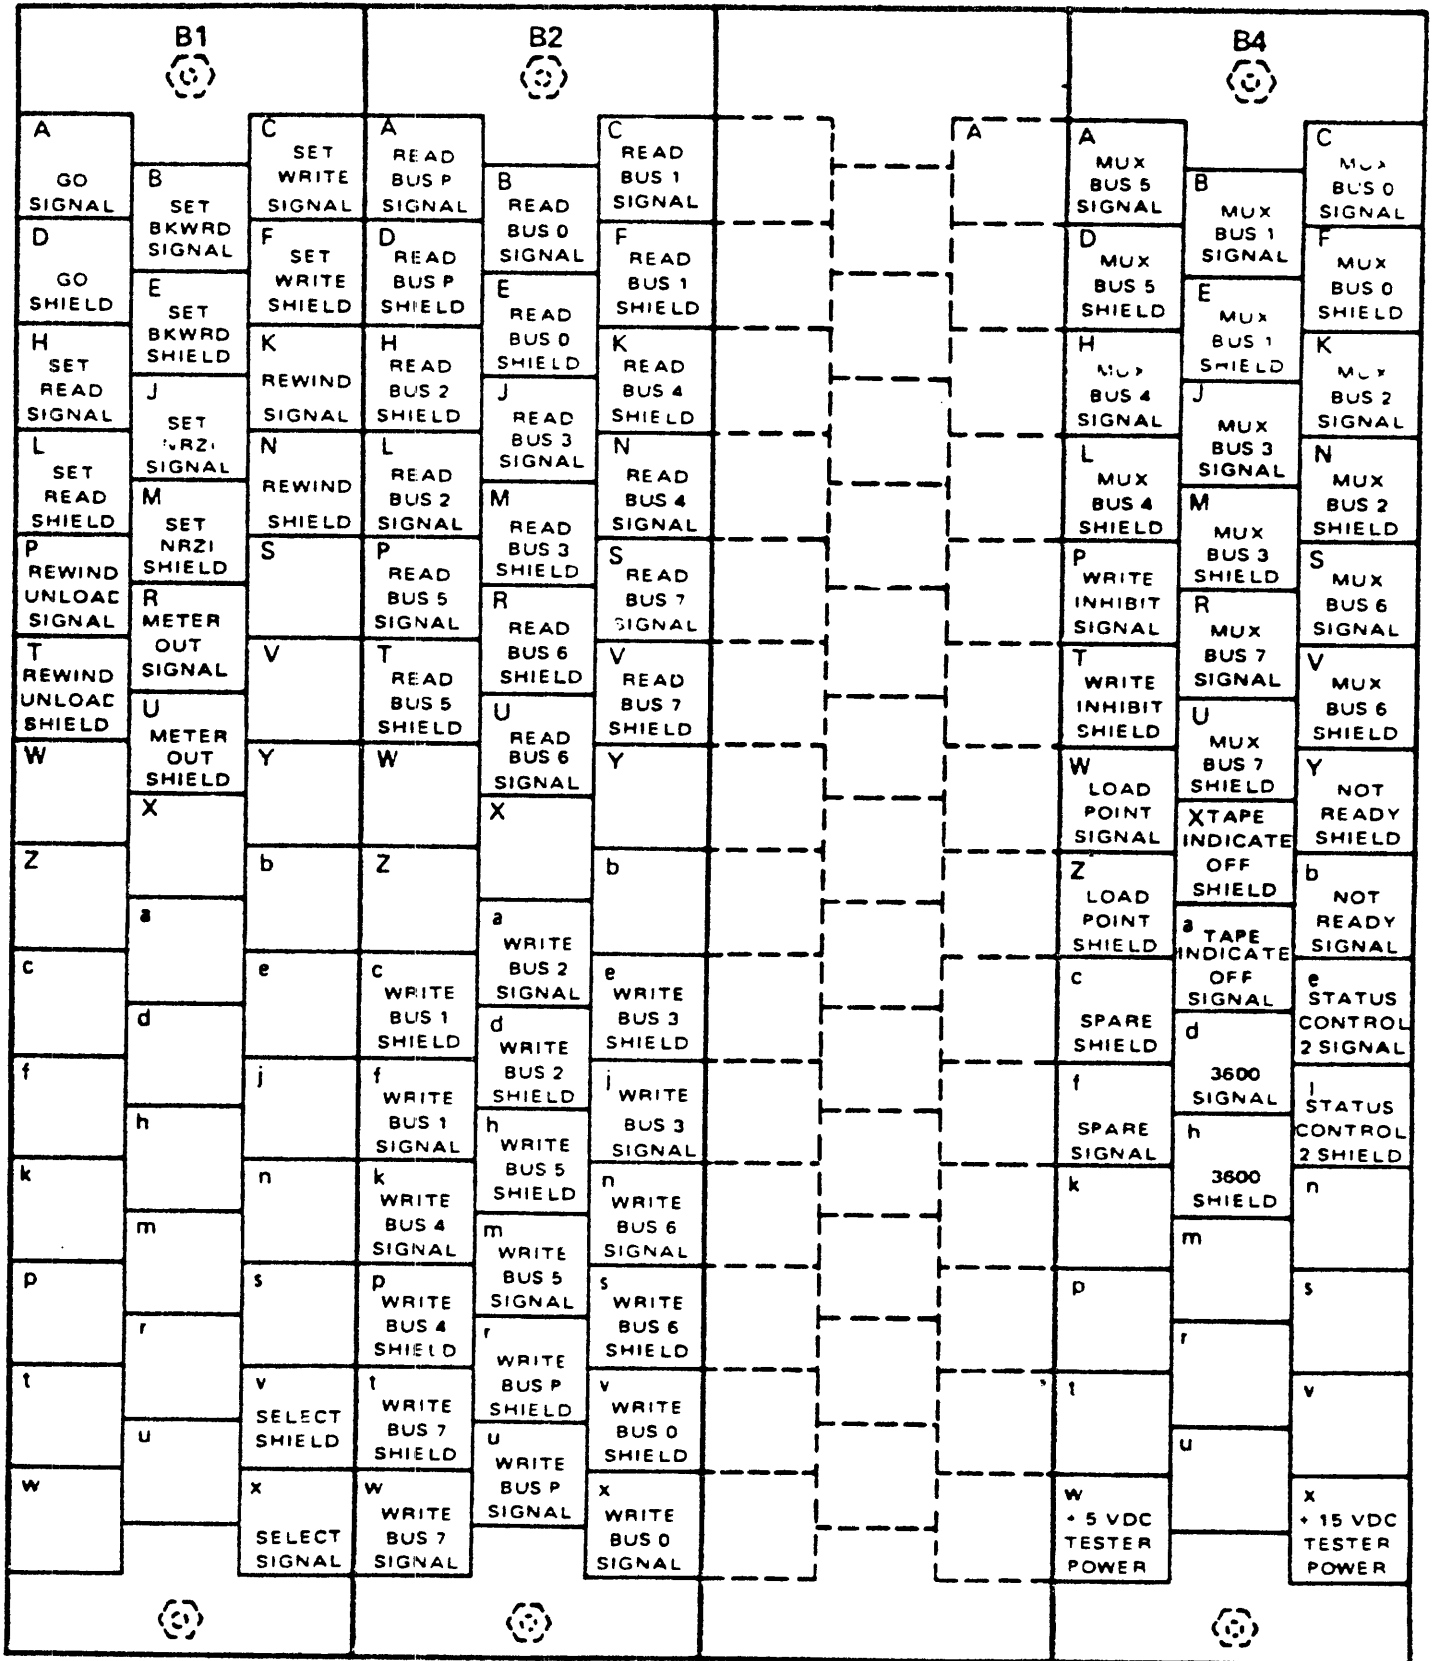 B1
B2
B4
A
GO
SIGNAL
D
GO
SHIELD
H
SET
READ
SIGNAL
L
SET
READ
SHIELD
P
REWIND
UNLOAD
SIGNAL
T
REWIND
UNLOAD
SHIELD
W
Z
c
f
k
p
t
w
B
SET
BKWRD
SIGNAL
E
SET
BKWRD
SHIELD
J
SET
NRZI
SIGNAL
M
SET
NRZI
SHIELD
R
METER
OUT
SIGNAL
U
METER
OUT
SHIELD
X
a
d
h
m
r
u
C
SET
WRITE
SIGNAL
F
SET
WRITE
SHIELD
K
REWIND
SIGNAL
N
REWIND
SHIELD
S
V
Y
b
e
j
n
s
v
SELECT
SHIELD
x
SELECT
SIGNAL
A
READ
BUS P
SIGNAL
D
READ
BUS P
SHIELD
H
READ
BUS 2
SHIELD
L
READ
BUS 2
SIGNAL
P
READ
BUS 5
SIGNAL
T
READ
BUS 5
SHIELD
W
Z
c
WRITE
BUS 1
SHIELD
f
WRITE
BUS 1
SIGNAL
k
WRITE
BUS 4
SIGNAL
p
WRITE
BUS 4
SHIELD
t
WRITE
BUS 7
SHIELD
w
WRITE
BUS 7
SIGNAL
B
READ
BUS 0
SIGNAL
E
READ
BUS 0
SHIELD
J
READ
BUS 3
SIGNAL
M
READ
BUS 3
SHIELD
R
READ
BUS 6
SHIELD
U
READ
BUS 6
SIGNAL
X
a
WRITE
BUS 2
SIGNAL
d
WRITE
BUS 2
SHIELD
h
WRITE
BUS 5
SHIELD
m
WRITE
BUS 5
SIGNAL
r
WRITE
BUS P
SHIELD
u
WRITE
BUS P
SIGNAL
C
READ
BUS 1
SIGNAL
F
READ
BUS 1
SHIELD
K
READ
BUS 4
SHIELD
N
READ
BUS 4
SIGNAL
S
READ
BUS 7
SIGNAL
V
READ
BUS 7
SHIELD
Y
b
e
WRITE
BUS 3
SHIELD
j
WRITE
BUS 3
SIGNAL
n
WRITE
BUS 6
SIGNAL
s
WRITE
BUS 6
SHIELD
v
WRITE
BUS 0
SHIELD
x
WRITE
BUS 0
SIGNAL
A
A
MUX
BUS 5
SIGNAL
D
MUX
BUS 5
SHIELD
H
MUX
BUS 4
SIGNAL
L
MUX
BUS 4
SHIELD
P
WRITE
INHIBIT
SIGNAL
T
WRITE
INHIBIT
SHIELD
W
LOAD
POINT
SIGNAL
Z
LOAD
POINT
SHIELD
c
SPARE
SHIELD
f
SPARE
SIGNAL
k
p
t
w
+ 5 VDC
TESTER
POWER
B
MUX
BUS 1
SIGNAL
E
MUX
BUS 1
SHIELD
J
MUX
BUS 3
SIGNAL
M
MUX
BUS 3
SHIELD
R
MUX
BUS 7
SIGNAL
U
MUX
BUS 7
SHIELD
X TAPE
INDICATE
OFF
SHIELD
a TAPE
INDICATE
OFF
SIGNAL
d
3600
SIGNAL
h
3600
SHIELD
m
r
u
C
MUX
BUS 0
SIGNAL
F
MUX
BUS 0
SHIELD
K
MUX
BUS 2
SIGNAL
N
MUX
BUS 2
SHIELD
S
MUX
BUS 6
SIGNAL
V
MUX
BUS 6
SHIELD
Y
NOT
READY
SHIELD
b
NOT
READY
SIGNAL
e
STATUS
CONTROL
2 SIGNAL
j
STATUS
CONTROL
2 SHIELD
n
s
v
x
+ 15 VDC
TESTER
POWER